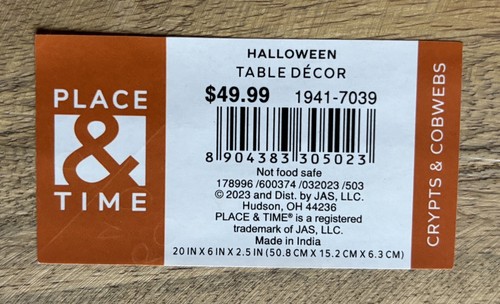 PLACE
&
TIME
HALLOWEEN
TABLE DÉCOR
$49.99 1941-7039
8 904383 305023
Not food safe
178996 /600374 /032023 /503
© 2023 and Dist. by JAS, LLC.
Hudson, OH 44236
PLACE & TIME® is a registered
trademark of JAS, LLC.
Made in India
20 IN X 6 IN X 2.5 IN (50.8 CM X 15.2 CM X 6.3 CM)
CRYPTS & COBWEBS